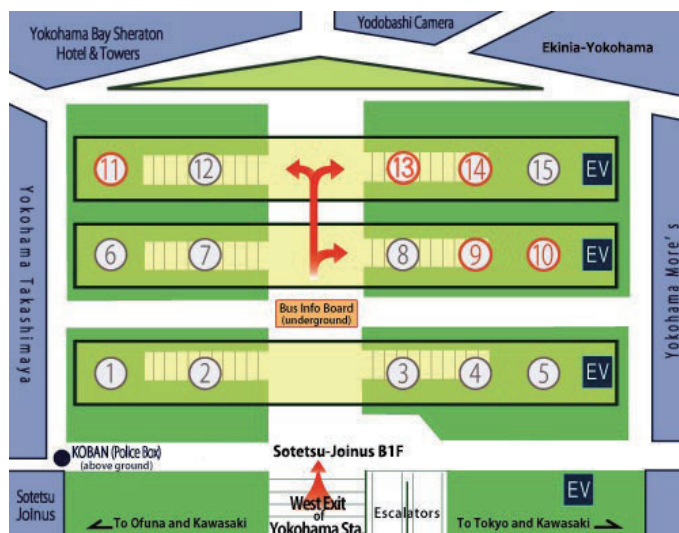 Yokohama Bay Sheraton
Hotel & Towers
Yodobashi Camera
Ekinia-Yokohama
Yokohama Takashimaya
Yokohama More's
11 12 13 14 15 EV
6 7 8 9 10 EV
Bus Info Board
(underground)
1 2 3 4 5 EV
KOBAN (Police Box)
(above ground)
Sotetsu-Joinus B1F
Sotetsu
Joinus
West Exit
of
Yokohama Sta.
Escalators
EV
To Ofuna and Kawasaki
To Tokyo and Kawasaki